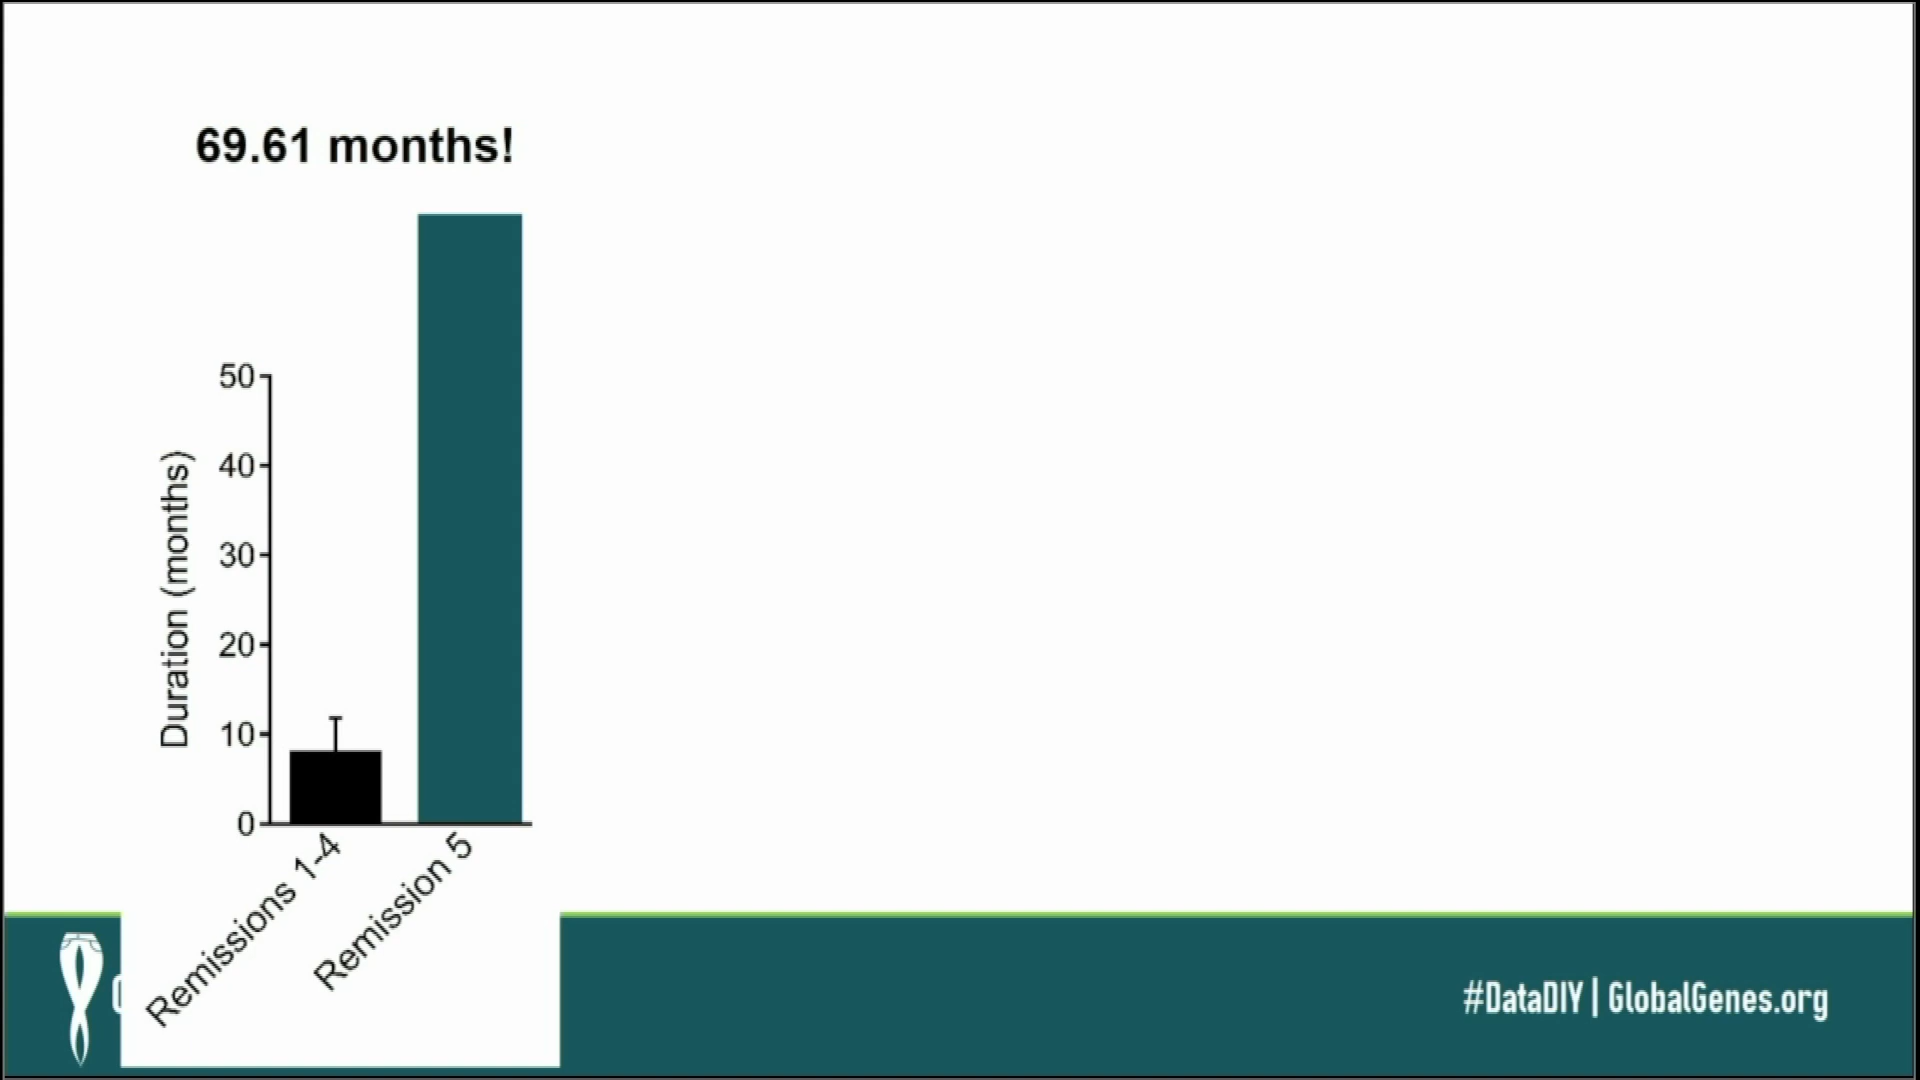 69.61 months!
Duration (months)
50
40
30
20
10
0
Remissions 1-4
Remission 5
#DataDIY | GlobalGenes.org